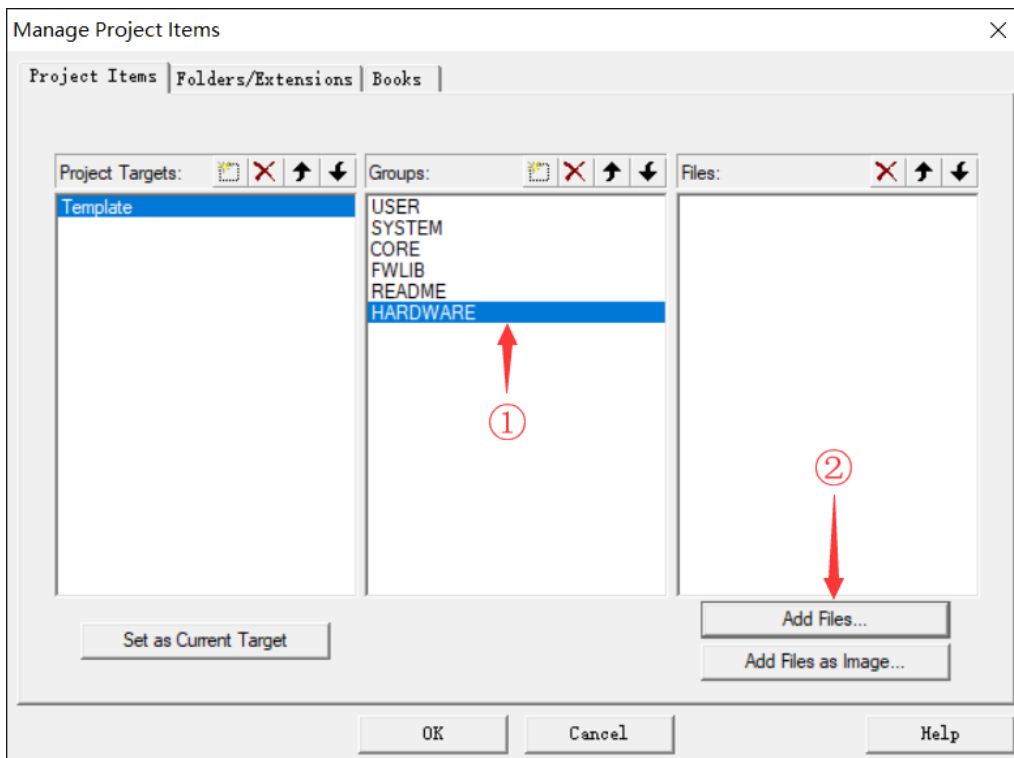 Manage Project Items
Project Items Folders/Extensions Books
Project Targets: Groups: Files:
Template
USER
SYSTEM
CORE
FWLIB
README
HARDWARE
①
②
Add Files...
Set as Current Target
Add Files as Image...
OK Cancel Help